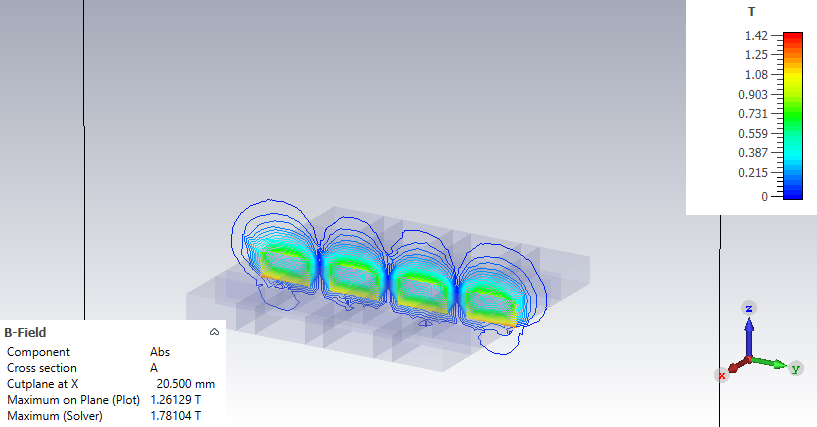 T
1.42
1.25
1.08
0.903
0.731
0.559
0.387
0.215
0
B-Field
Component Abs
Cross section A
Cutplane at X 20.500 mm
Maximum on Plane (Plot) 1.26129 T
Maximum (Solver) 1.78104 T
z
x
y